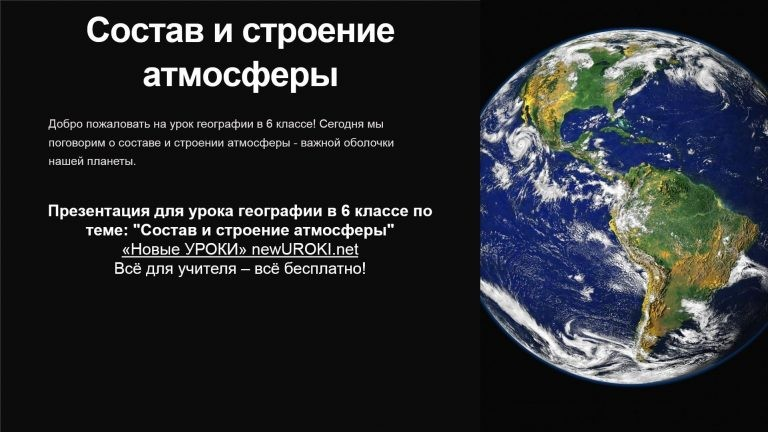 Состав и строение
атмосферы
Добро пожаловать на урок географии в 6 классе! Сегодня мы
поговорим о составе и строении атмосферы - важной оболочки
нашей планеты.
Презентация для урока географии в 6 классе по
теме: "Состав и строение атмосферы"
«Новые УРОКИ» newUROKI.net
Всё для учителя – всё бесплатно!